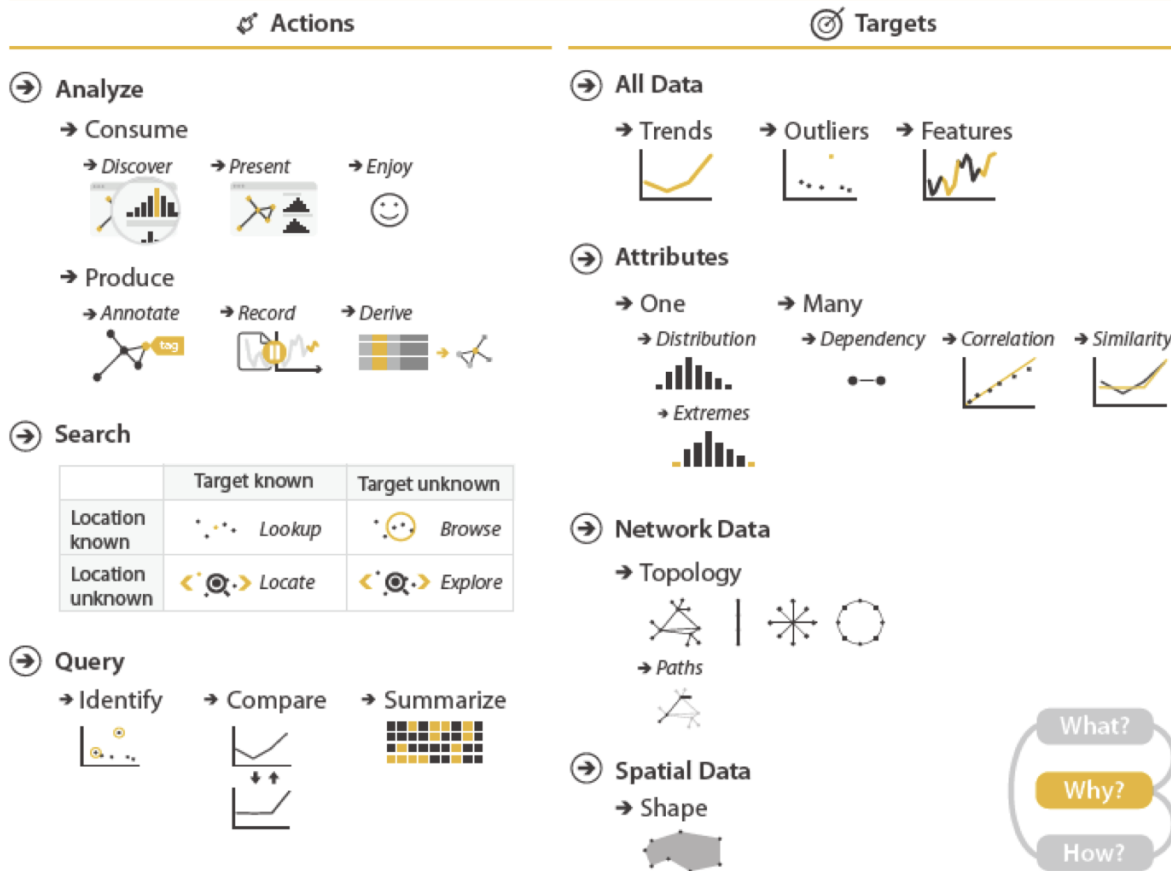 Actions
Analyze
Consume
Discover
Present
Enjoy
Produce
Annotate
tag
Record
Derive
Search
Target known
Target unknown
Location known
Lookup
Browse
Location unknown
Locate
Explore
Query
Identify
Compare
Summarize
Targets
All Data
Trends
Outliers
Features
Attributes
One
Many
Distribution
Dependency
Correlation
Similarity
Extremes
Network Data
Topology
Paths
Spatial Data
Shape
What?
Why?
How?